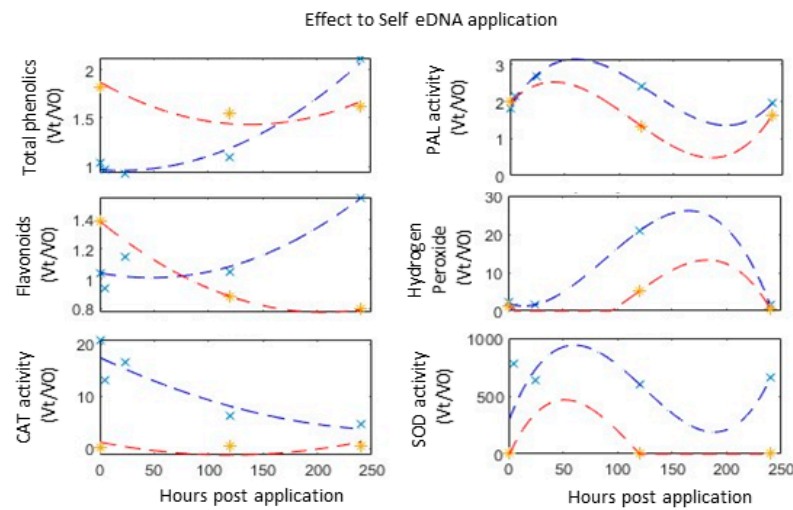 Effect to Self eDNA application
Total phenolics
(Vt/V0)
2
1.5
1
PAL activity
(Vt/V0)
3
2
1
0
Flavonoids
(Vt/V0)
1.4
1.2
1
0.8
Hydrogen
Peroxide
(Vt/V0)
30
20
10
0
CAT activity
(Vt/V0)
20
10
0
0 50 100 150 200 250
Hours post application
SOD activity
(Vt/V0)
1000
500
0
0 50 100 150 200 250
Hours post application